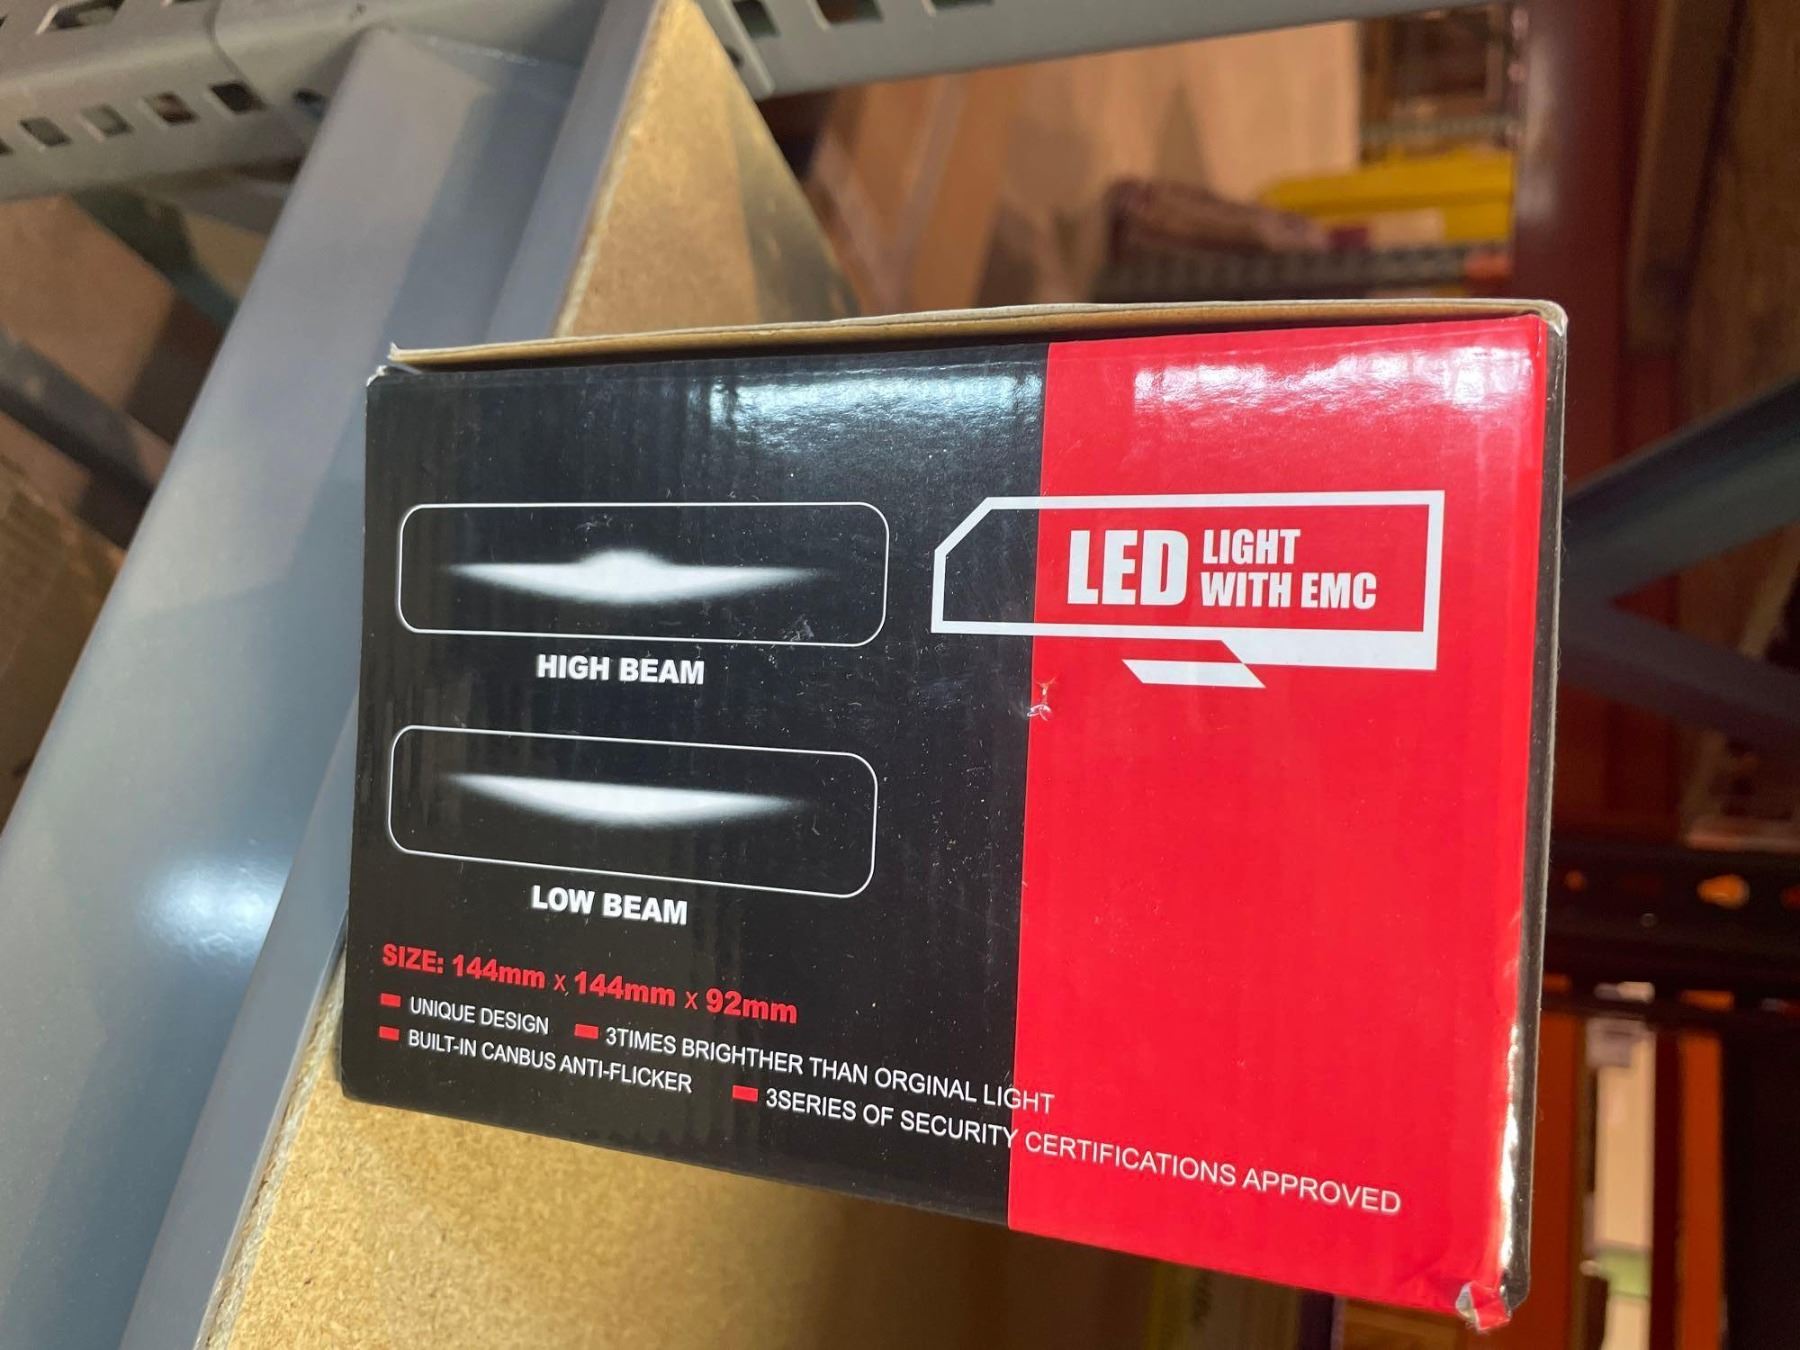 LED LIGHT
WITH EMC
HIGH BEAM
LOW BEAM
SIZE: 144mm x 144mm x 92mm
UNIQUE DESIGN
3TIMES BRIGHTHER THAN ORGINAL LIGHT
BUILT-IN CANBUS ANTI-FLICKER
3SERIES OF SECURITY CERTIFICATIONS APPROVED